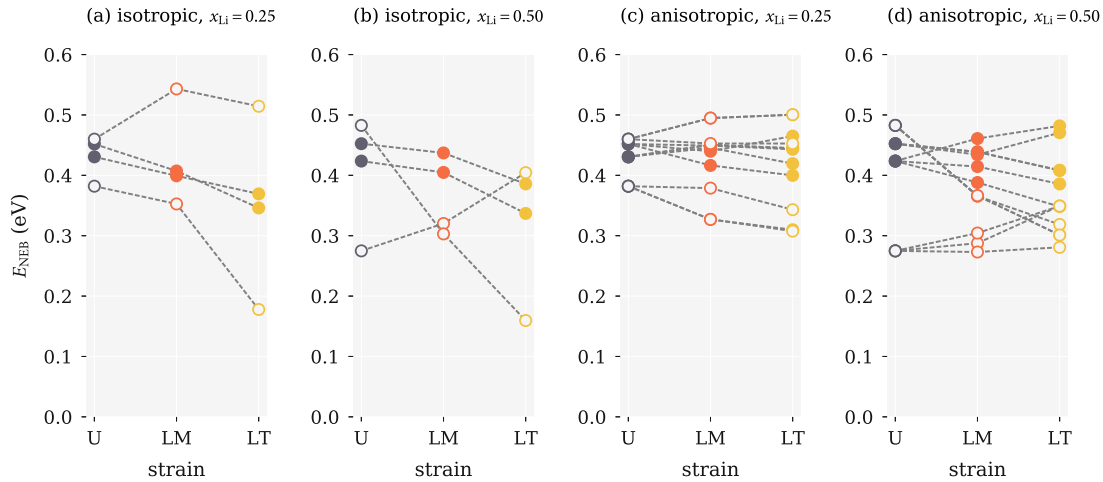 (a) isotropic, xLi = 0.25
(b) isotropic, xLi = 0.50
(c) anisotropic, xLi = 0.25
(d) anisotropic, xLi = 0.50
ENEB (eV)
0.6
0.5
0.4
0.3
0.2
0.1
0.0
U LM LT
strain
0.6
0.5
0.4
0.3
0.2
0.1
0.0
U LM LT
strain
0.6
0.5
0.4
0.3
0.2
0.1
0.0
U LM LT
strain
0.6
0.5
0.4
0.3
0.2
0.1
0.0
U LM LT
strain